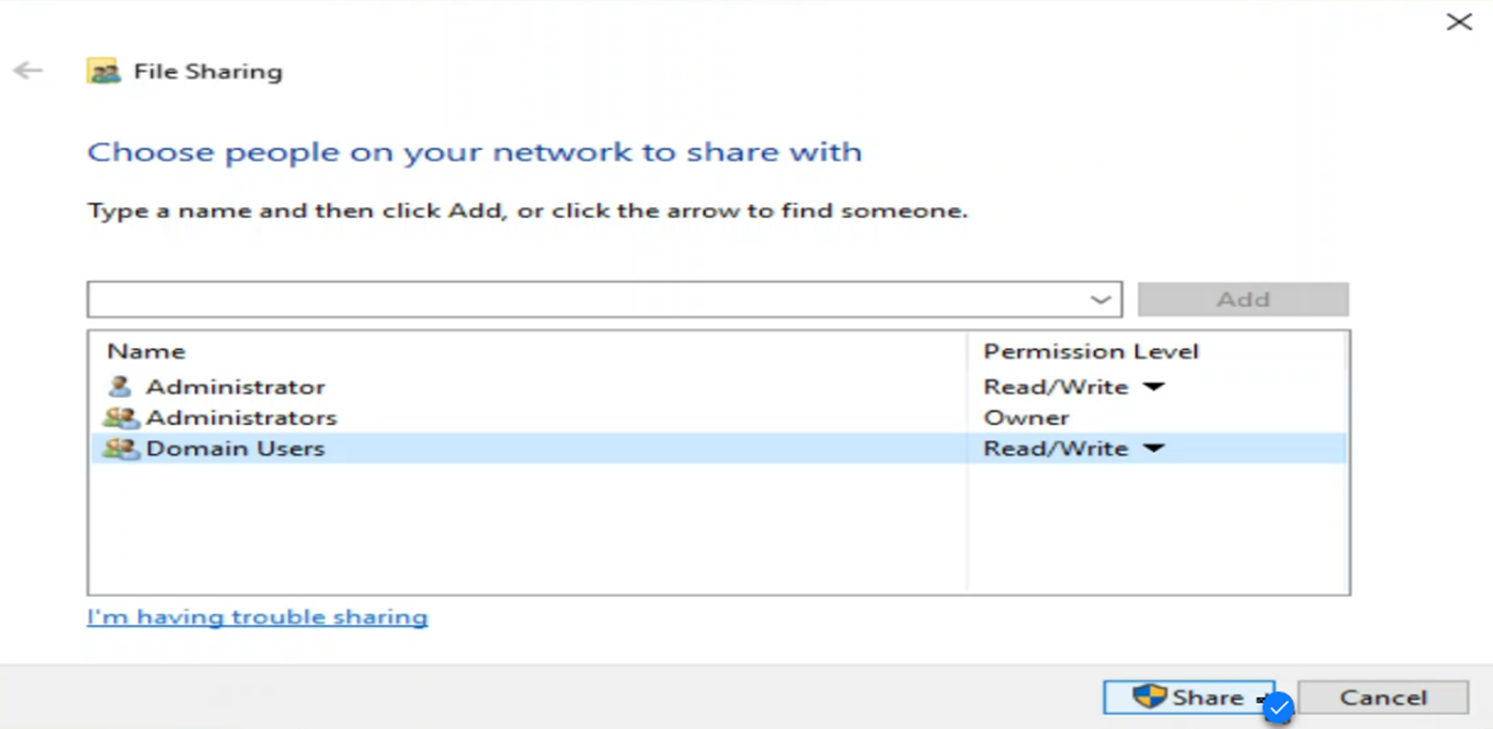 File Sharing
Choose people on your network to share with
Type a name and then click Add, or click the arrow to find someone.
Add
Name Permission Level
Administrator Read/Write
Administrators Owner
Domain Users Read/Write
I'm having trouble sharing
Share Cancel